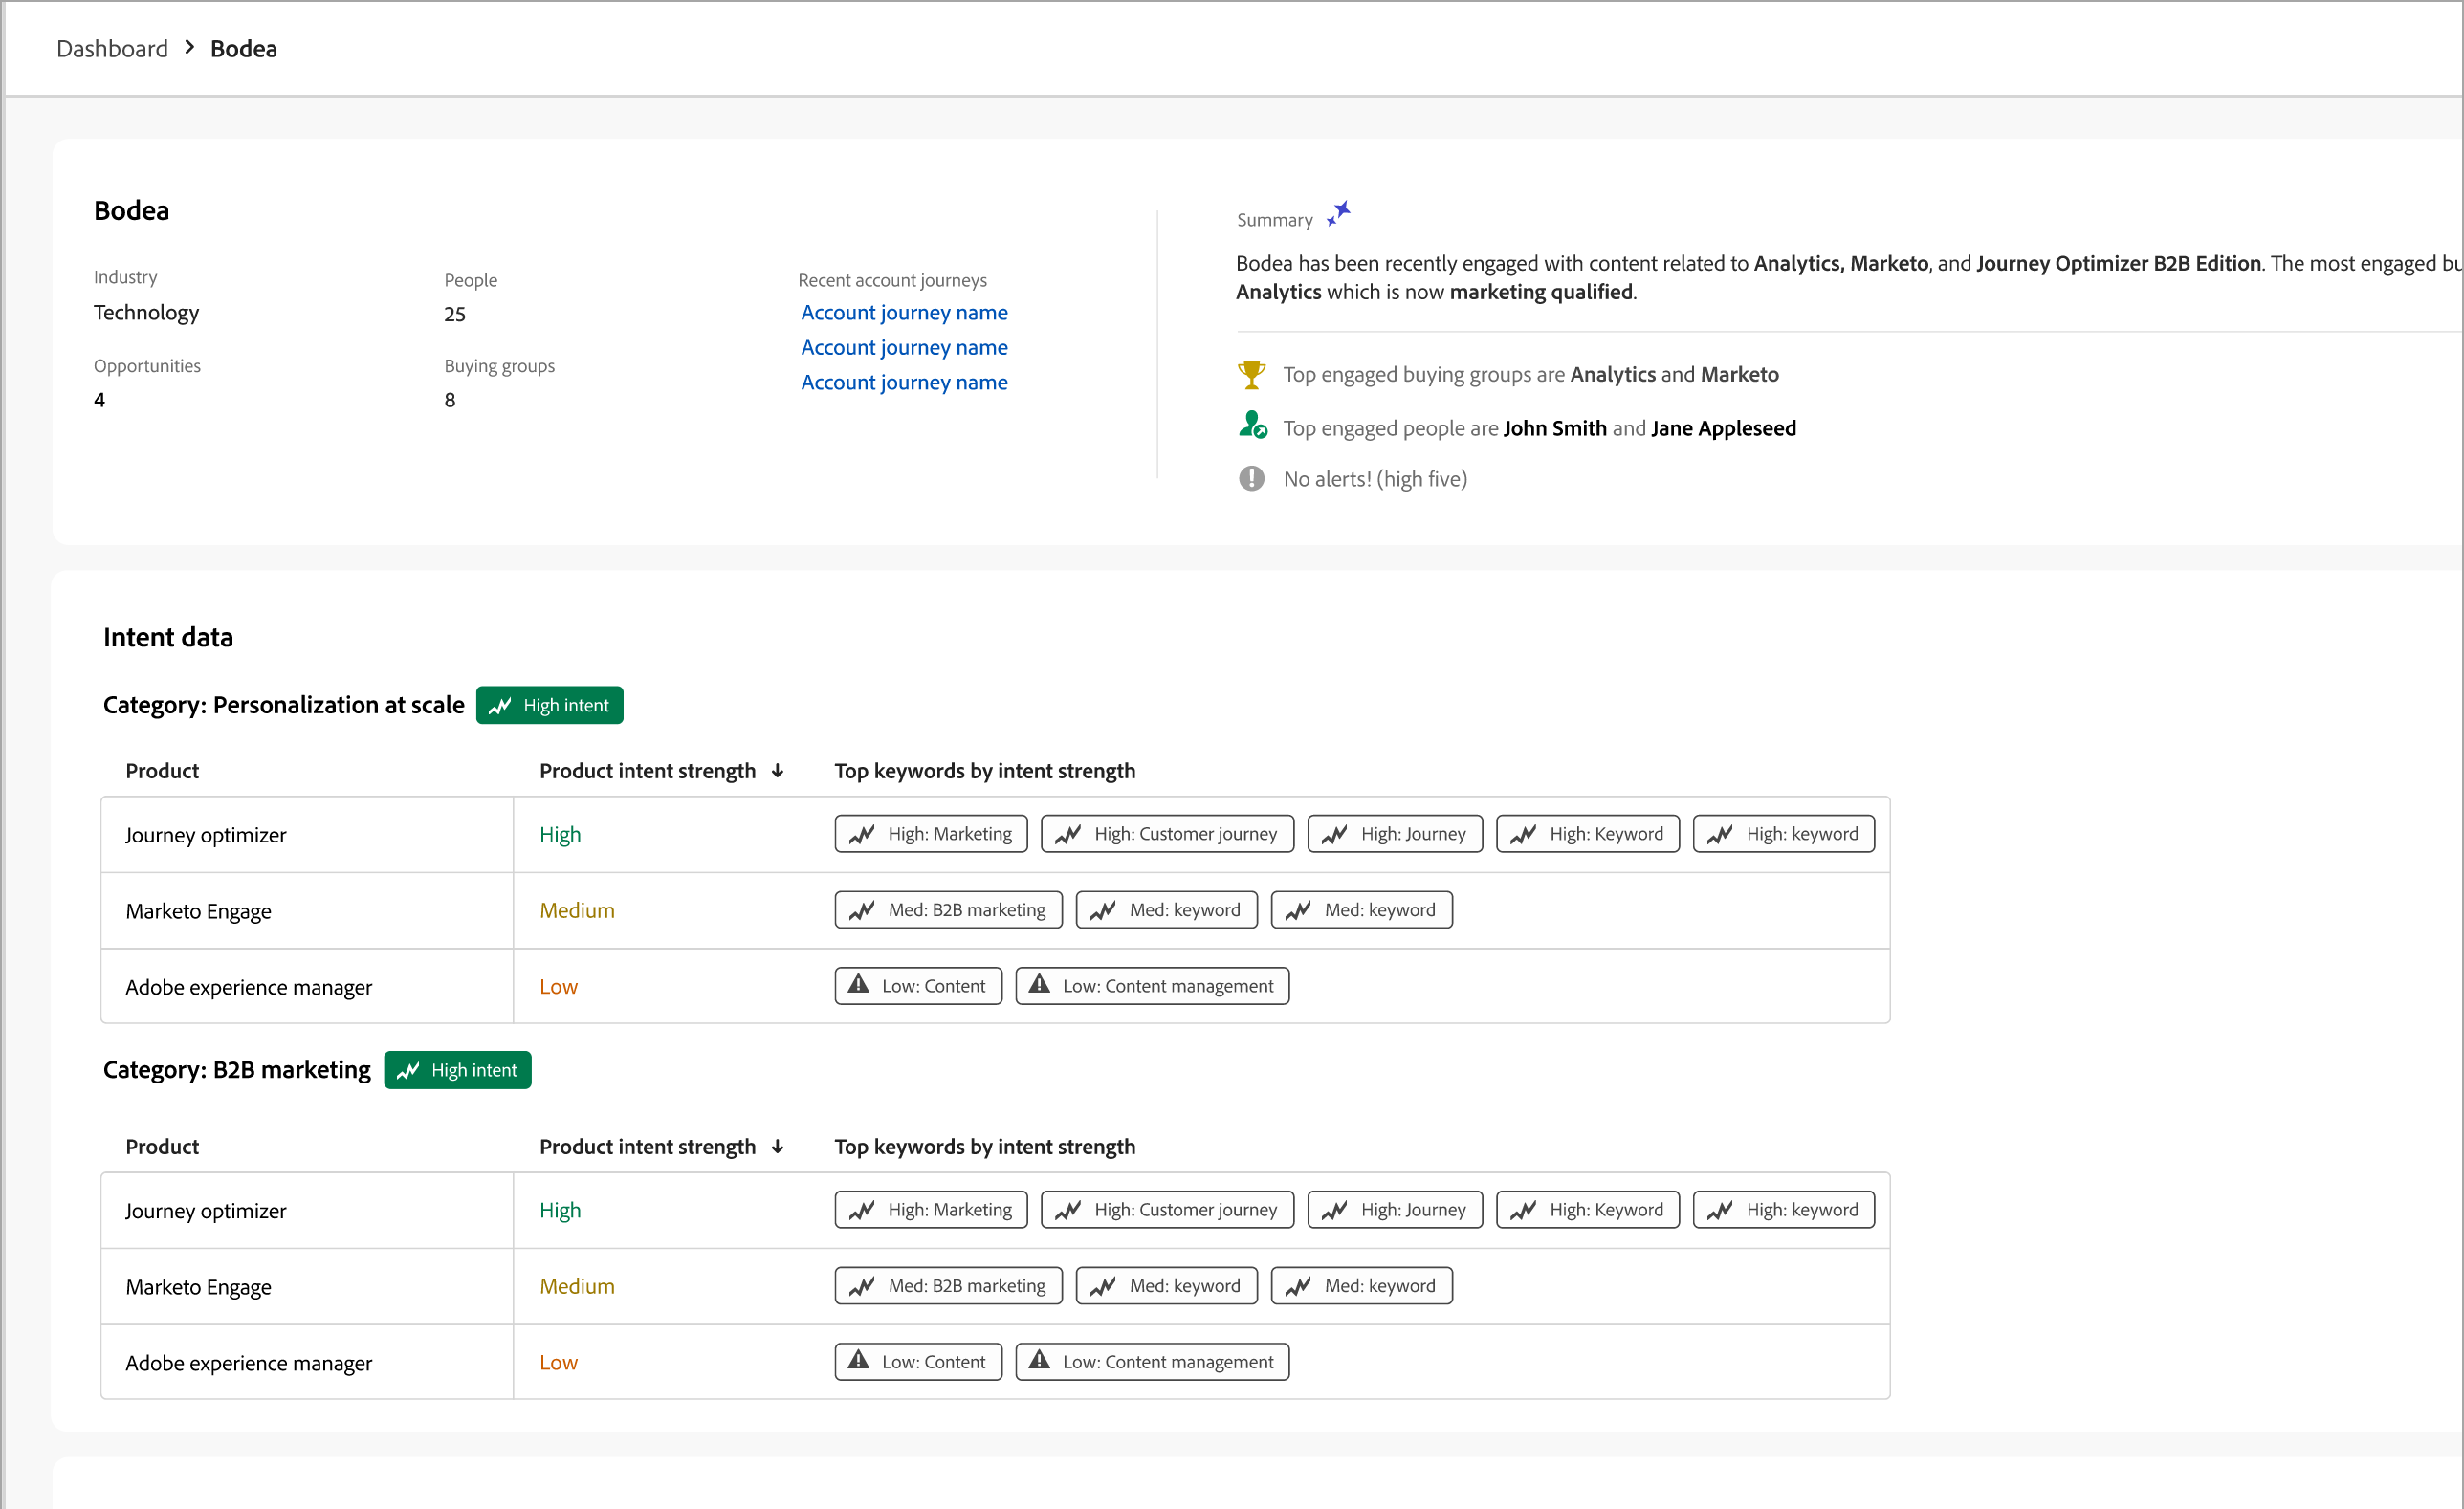 Dashboard > Bodea
Bodea
Industry
Technology
Opportunities
4
People
25
Buying groups
8
Recent account journeys
Account journey name
Account journey name
Account journey name
Summary
Bodea has been recently engaged with content related to Analytics, Marketo, and Journey Optimizer B2B Edition. The most engaged bu
Analytics which is now marketing qualified.
Top engaged buying groups are Analytics and Marketo
Top engaged people are John Smith and Jane Appleseed
No alerts! (high five)
Intent data
Category: Personalization at scale High intent
Product Product intent strength ↓ Top keywords by intent strength
Journey optimizer High High: Marketing High: Customer journey High: Journey High: Keyword High: keyword
Marketo Engage Medium Med: B2B marketing Med: keyword Med: keyword
Adobe experience manager Low Low: Content Low: Content management
Category: B2B marketing High intent
Product Product intent strength ↓ Top keywords by intent strength
Journey optimizer High High: Marketing High: Customer journey High: Journey High: Keyword High: keyword
Marketo Engage Medium Med: B2B marketing Med: keyword Med: keyword
Adobe experience manager Low Low: Content Low: Content management